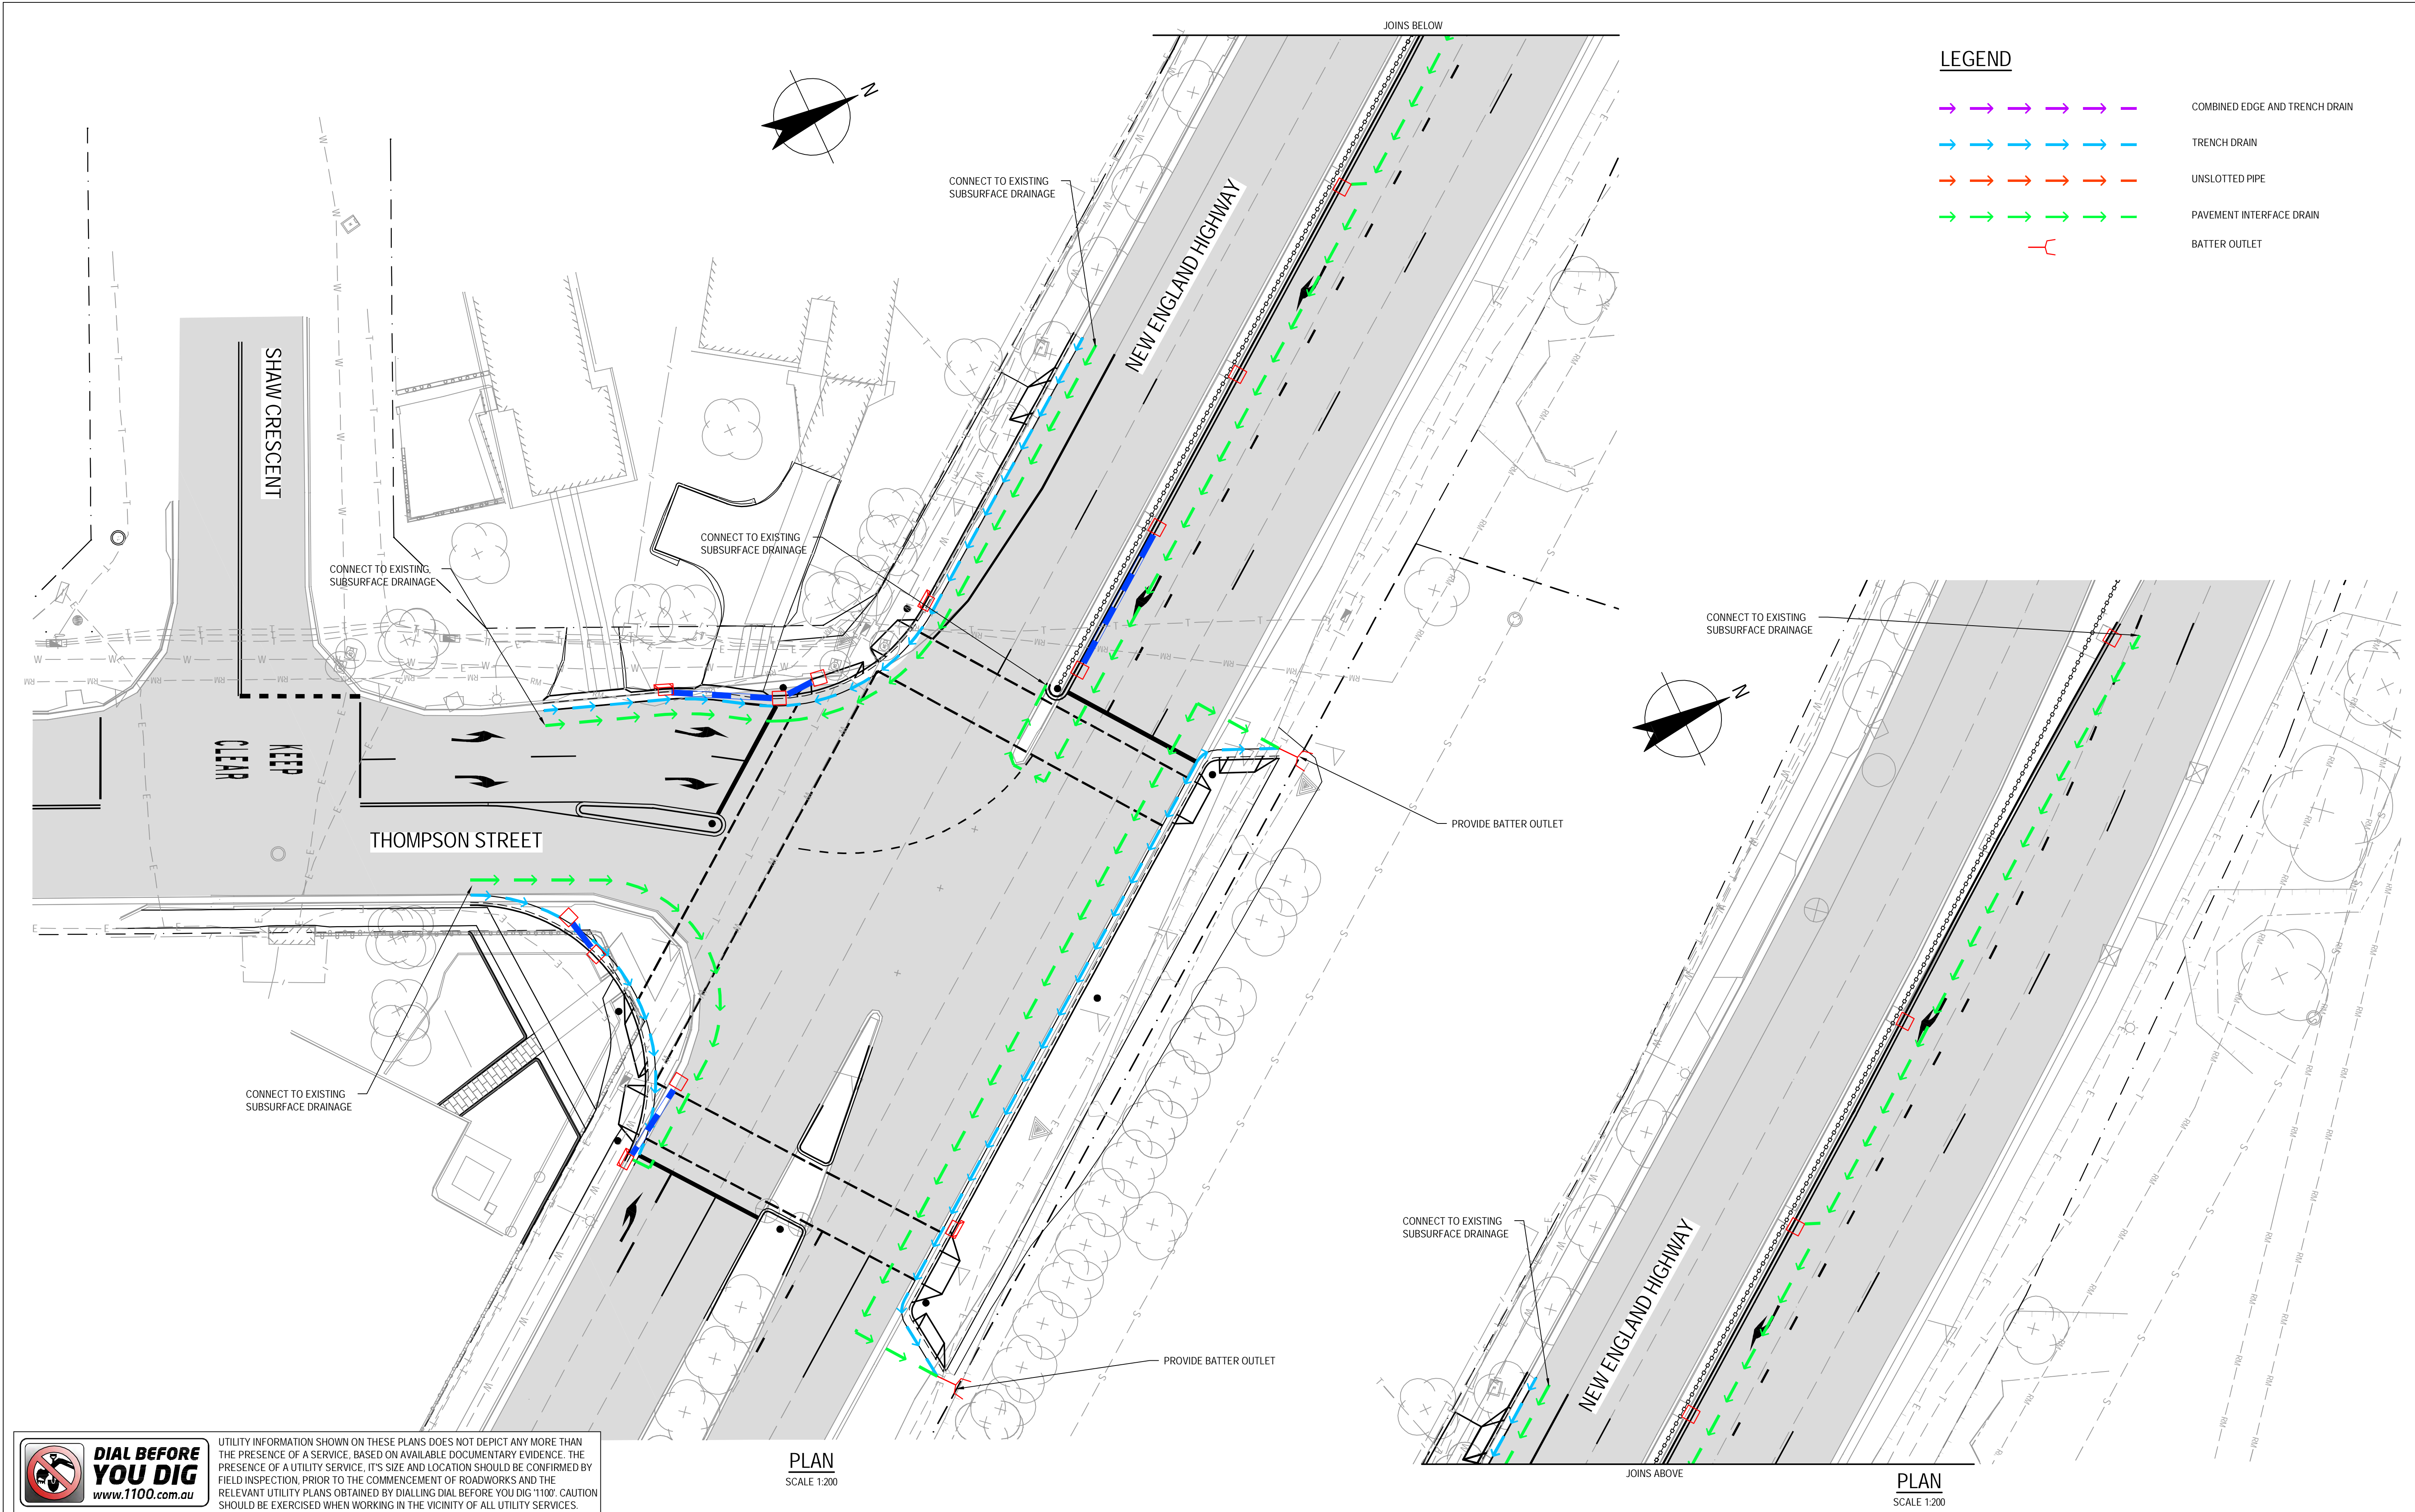 JOINS BELOW
LEGEND
COMBINED EDGE AND TRENCH DRAIN
TRENCH DRAIN
UNSLOTTED PIPE
PAVEMENT INTERFACE DRAIN
BATTER OUTLET
N
CONNECT TO EXISTING
SUBSURFACE DRAINAGE
NEW ENGLAND HIGHWAY
SHAW CRESCENT
CONNECT TO EXISTING
SUBSURFACE DRAINAGE
CONNECT TO EXISTING
SUBSURFACE DRAINAGE
KEEP
CLEAR
THOMPSON STREET
PROVIDE BATTER OUTLET
CONNECT TO EXISTING
SUBSURFACE DRAINAGE
PROVIDE BATTER OUTLET
PLAN
SCALE 1:200
CONNECT TO EXISTING
SUBSURFACE DRAINAGE
N
CONNECT TO EXISTING
SUBSURFACE DRAINAGE
NEW ENGLAND HIGHWAY
JOINS ABOVE
PLAN
SCALE 1:200
DIAL BEFORE
YOU DIG
www.1100.com.au
UTILITY INFORMATION SHOWN ON THESE PLANS DOES NOT DEPICT ANY MORE THAN
THE PRESENCE OF A SERVICE, BASED ON AVAILABLE DOCUMENTARY EVIDENCE. THE
PRESENCE OF A UTILITY SERVICE, IT'S SIZE AND LOCATION SHOULD BE CONFIRMED BY
FIELD INSPECTION, PRIOR TO THE COMMENCEMENT OF ROADWORKS AND THE
RELEVANT UTILITY PLANS OBTAINED BY DIALLING DIAL BEFORE YOU DIG '1100'. CAUTION
SHOULD BE EXERCISED WHEN WORKING IN THE VICINITY OF ALL UTILITY SERVICES.